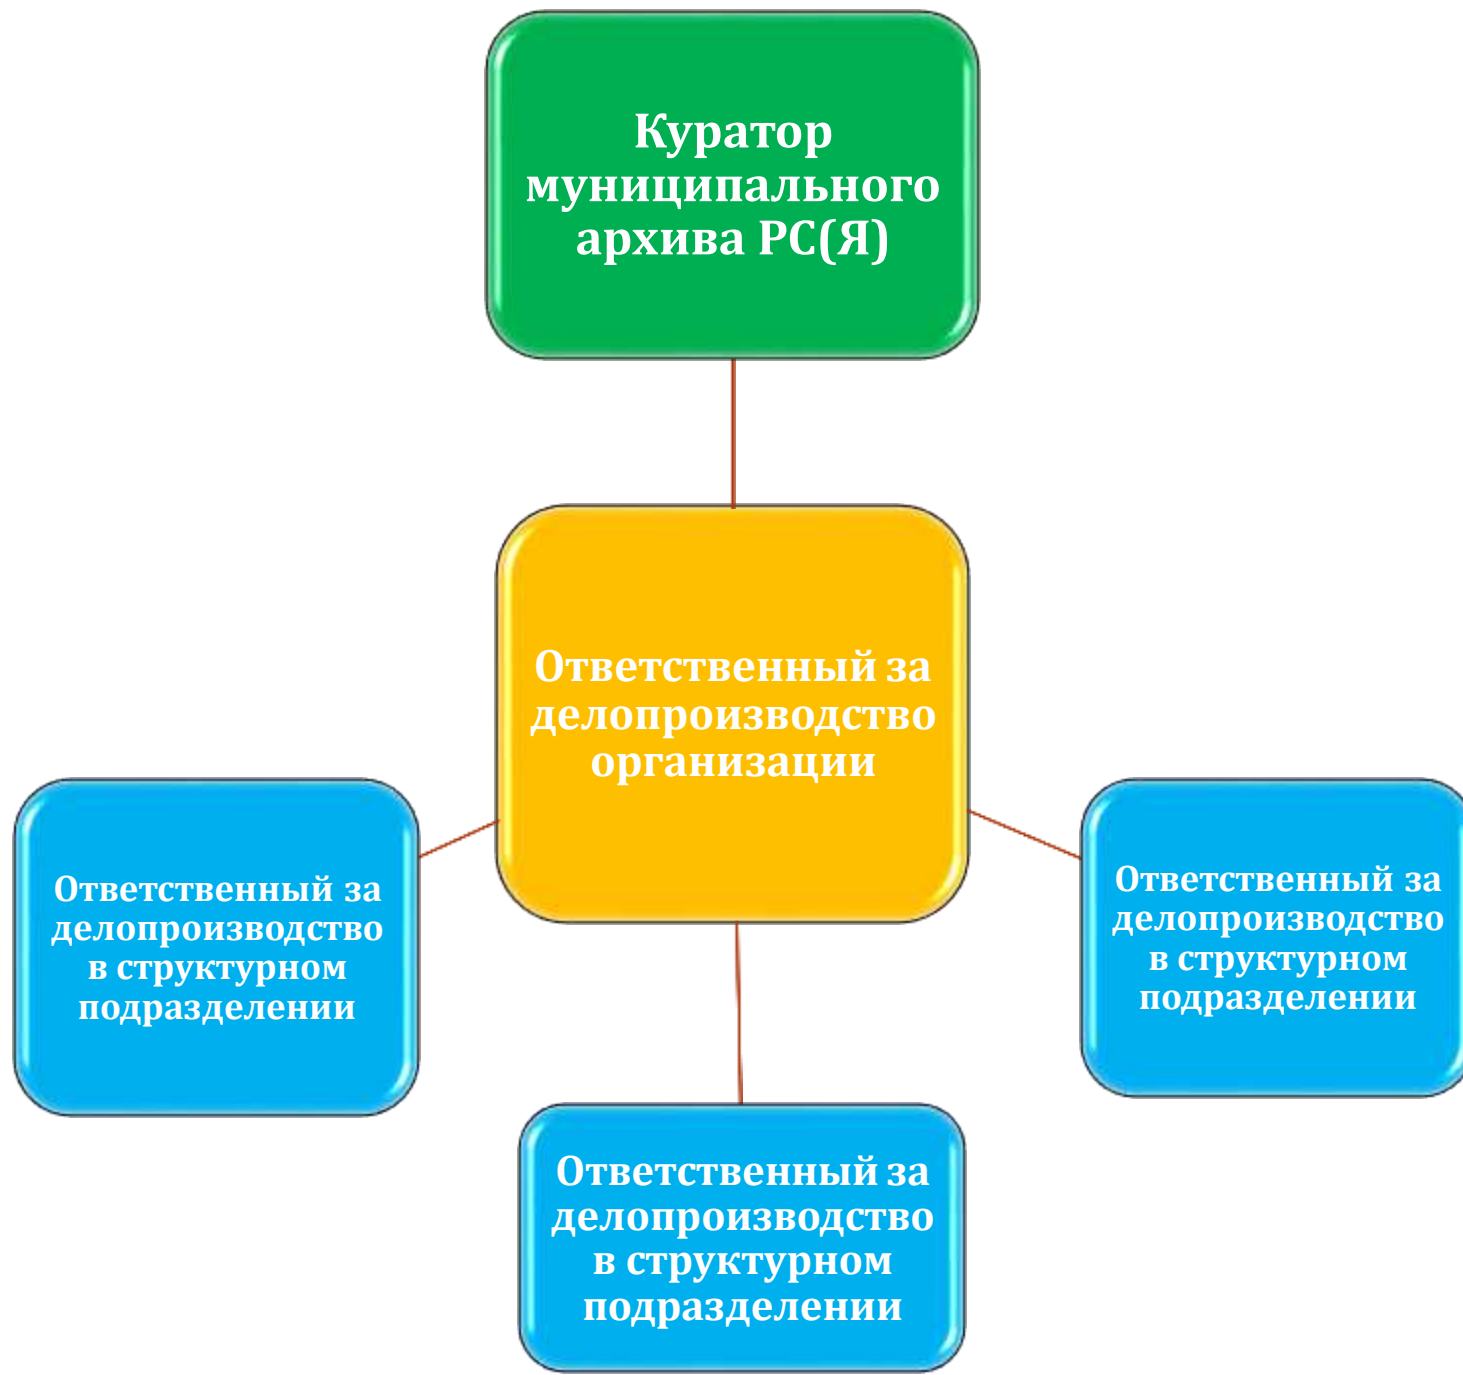 Куратор
муниципального
архива РС(Я)
Ответственный за
делопроизводство
организации
Ответственный за
делопроизводство
в структурном
подразделении
Ответственный за
делопроизводство
в структурном
подразделении
Ответственный за
делопроизводство
в структурном
подразделении